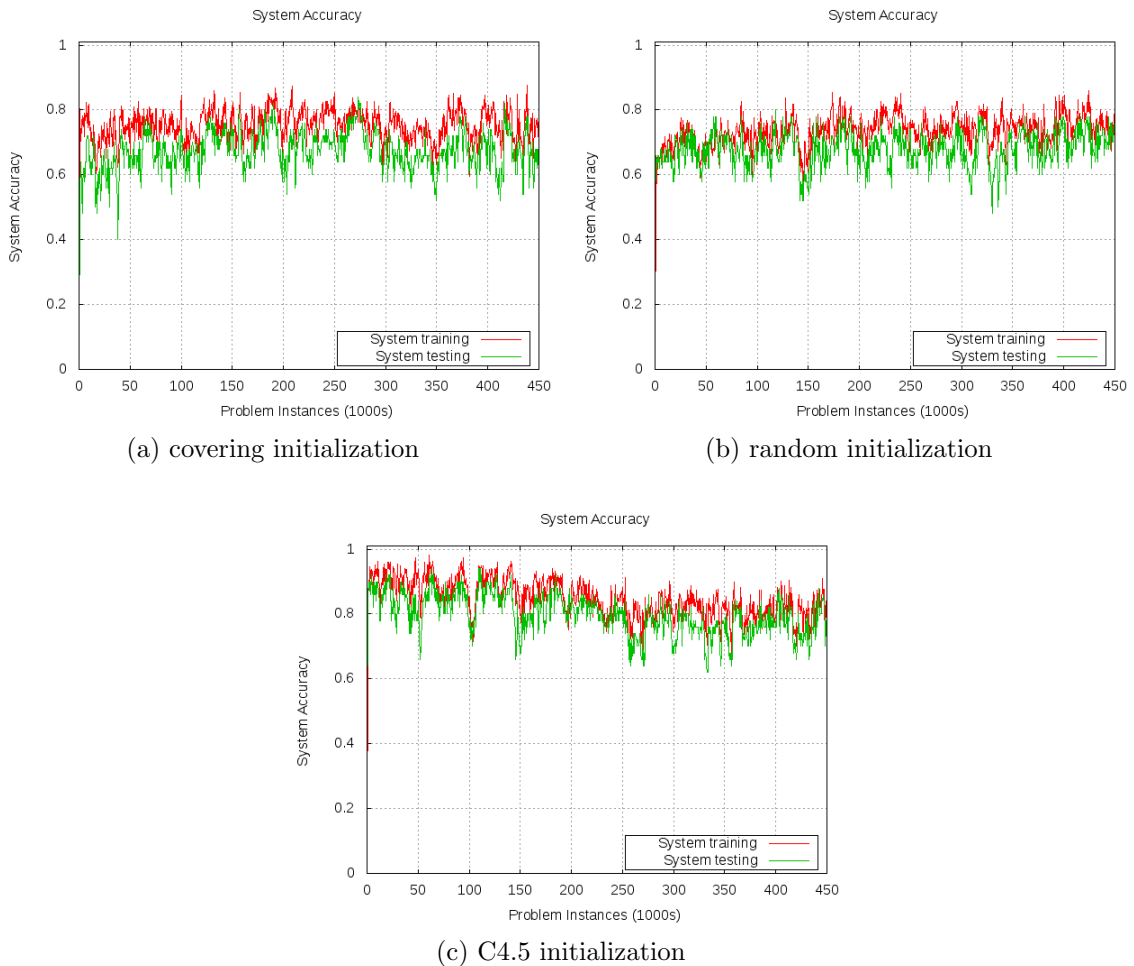 System Accuracy
System Accuracy
1
0.8
0.6
0.4
0.2
0
0 50 100 150 200 250 300 350 400 450
Problem Instances (1000s)
System training
System testing
(a) covering initialization
System Accuracy
System Accuracy
1
0.8
0.6
0.4
0.2
0
0 50 100 150 200 250 300 350 400 450
Problem Instances (1000s)
System training
System testing
(b) random initialization
System Accuracy
System Accuracy
1
0.8
0.6
0.4
0.2
0
0 50 100 150 200 250 300 350 400 450
Problem Instances (1000s)
System training
System testing
(c) C4.5 initialization